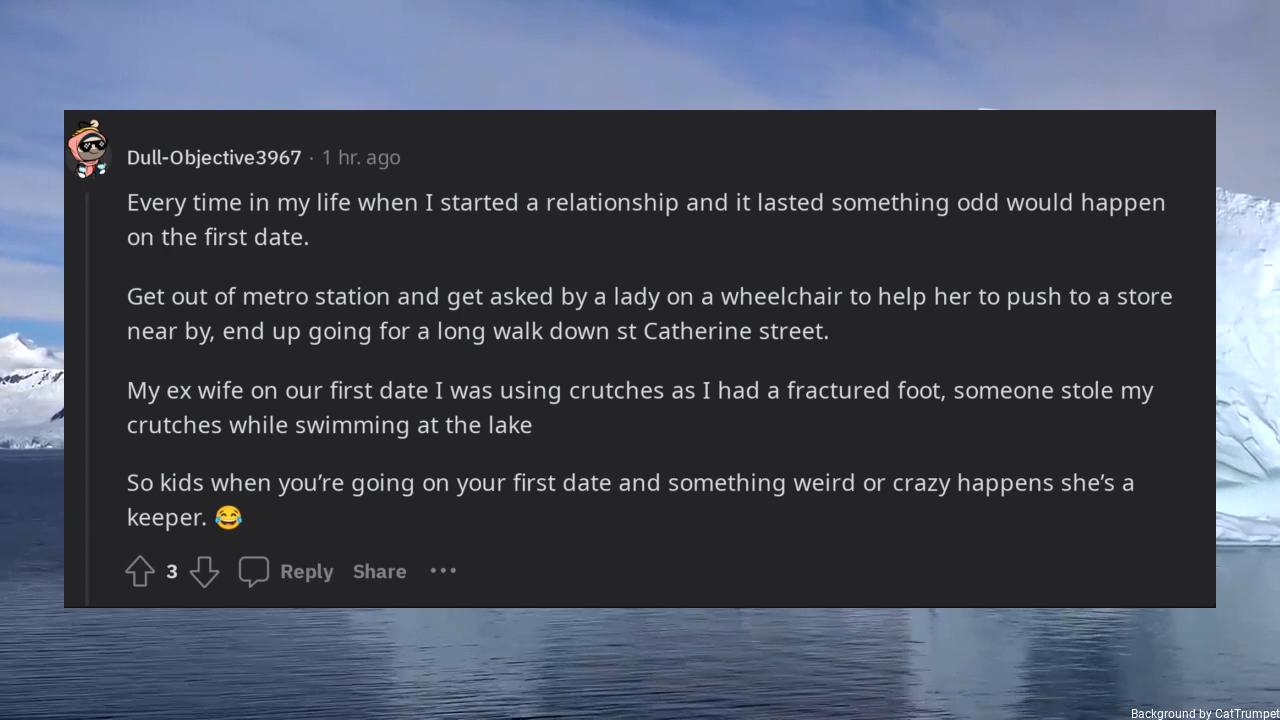 Dull-Objective3967 · 1 hr. ago
Every time in my life when I started a relationship and it lasted something odd would happen
on the first date.
Get out of metro station and get asked by a lady on a wheelchair to help her to push to a store
near by, end up going for a long walk down st Catherine street.
My ex wife on our first date I was using crutches as I had a fractured foot, someone stole my
crutches while swimming at the lake
So kids when you’re going on your first date and something weird or crazy happens she’s a
keeper. 😂
3 Reply Share ···
Background by CatTrumpet